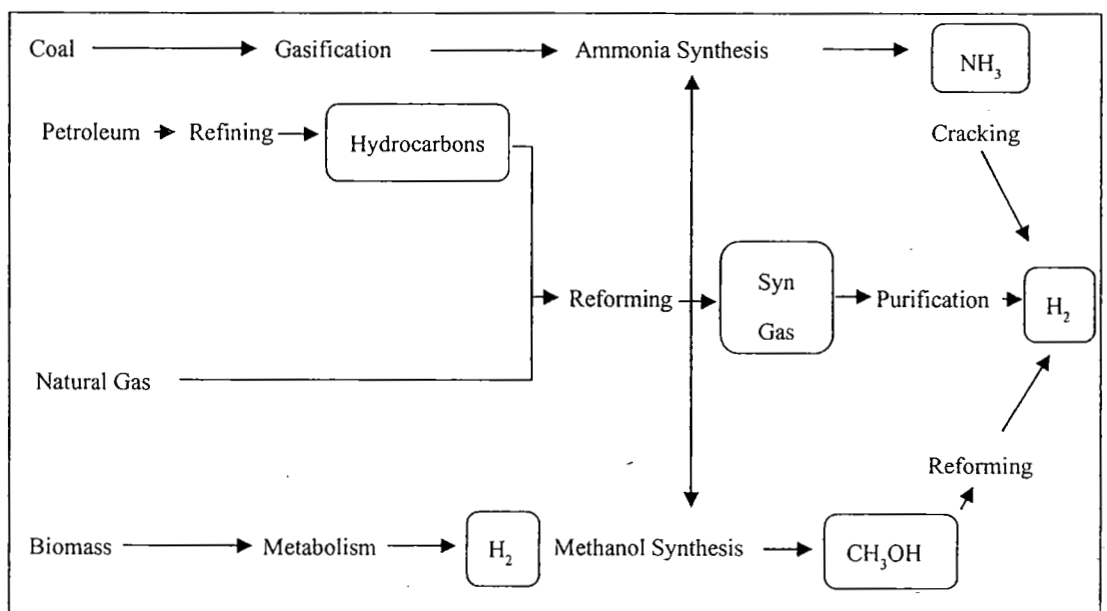 Coal Gasification Ammonia Synthesis NH₃
Petroleum Refining Hydrocarbons Cracking
Syn
Reforming Purification H₂
Gas
Natural Gas
Reforming
Biomass Metabolism H₂ Methanol Synthesis CH₃OH